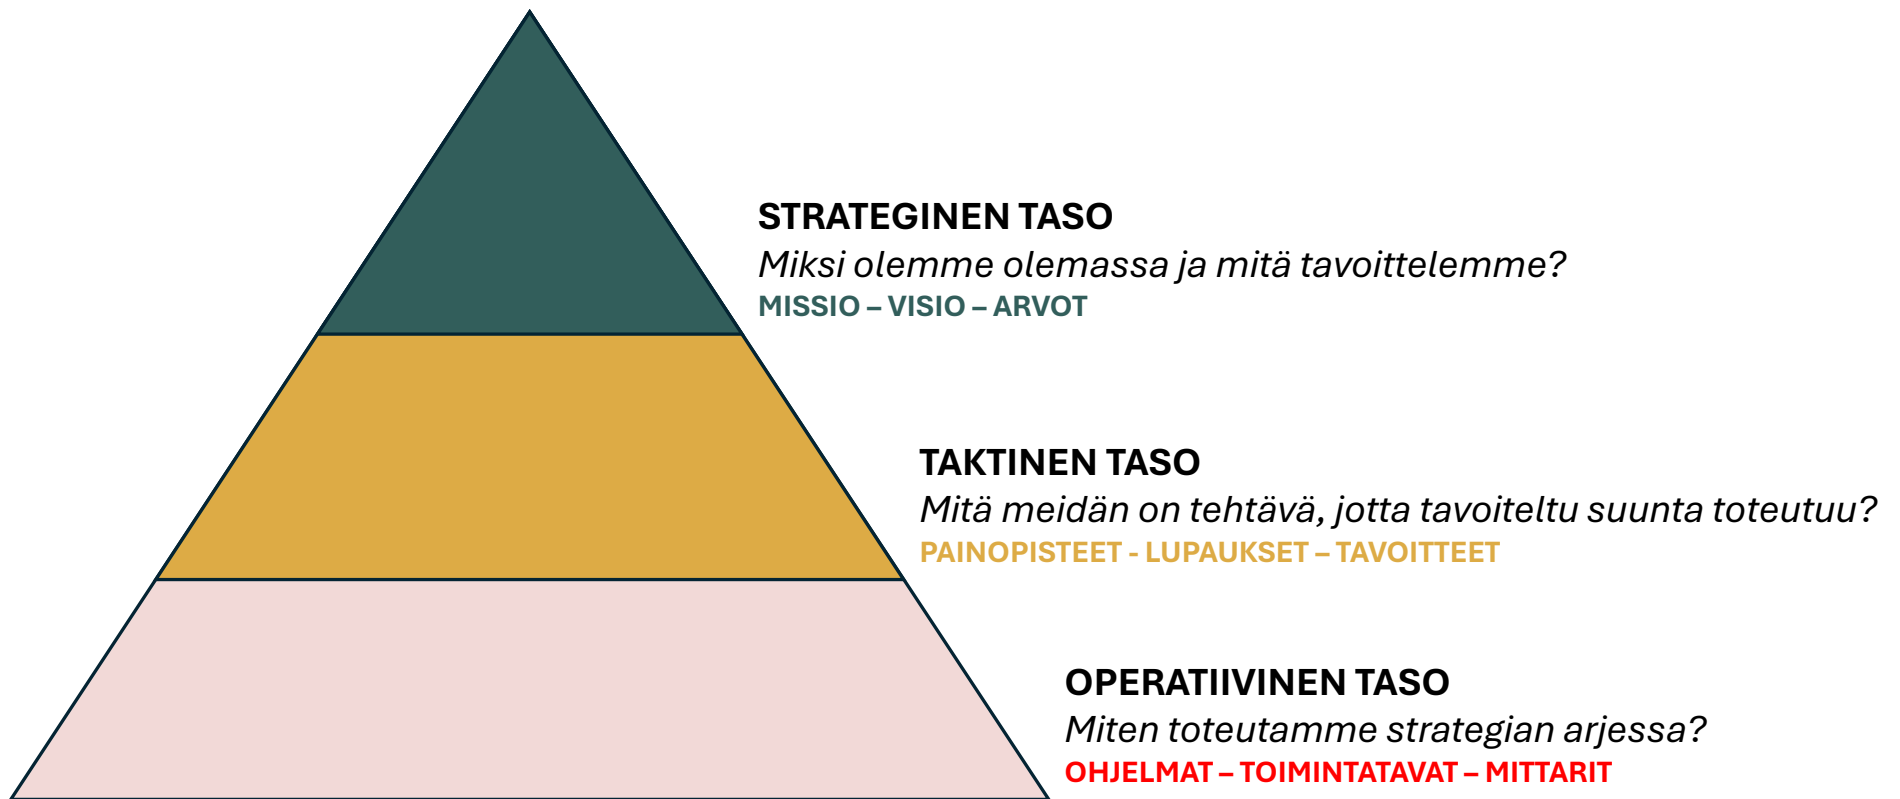 STRATEGINEN TASO
Miksi olemme olemassa ja mitä tavoittelemme?
MISSIO – VISIO – ARVOT
TAKTINEN TASO
Mitä meidän on tehtävä, jotta tavoiteltu suunta toteutuu?
PAINOPISTEET - LUPAUKSET – TAVOITTEET
OPERATIIVINEN TASO
Miten toteutamme strategian arjessa?
OHJELMAT – TOIMINTATAVAT – MITTARIT